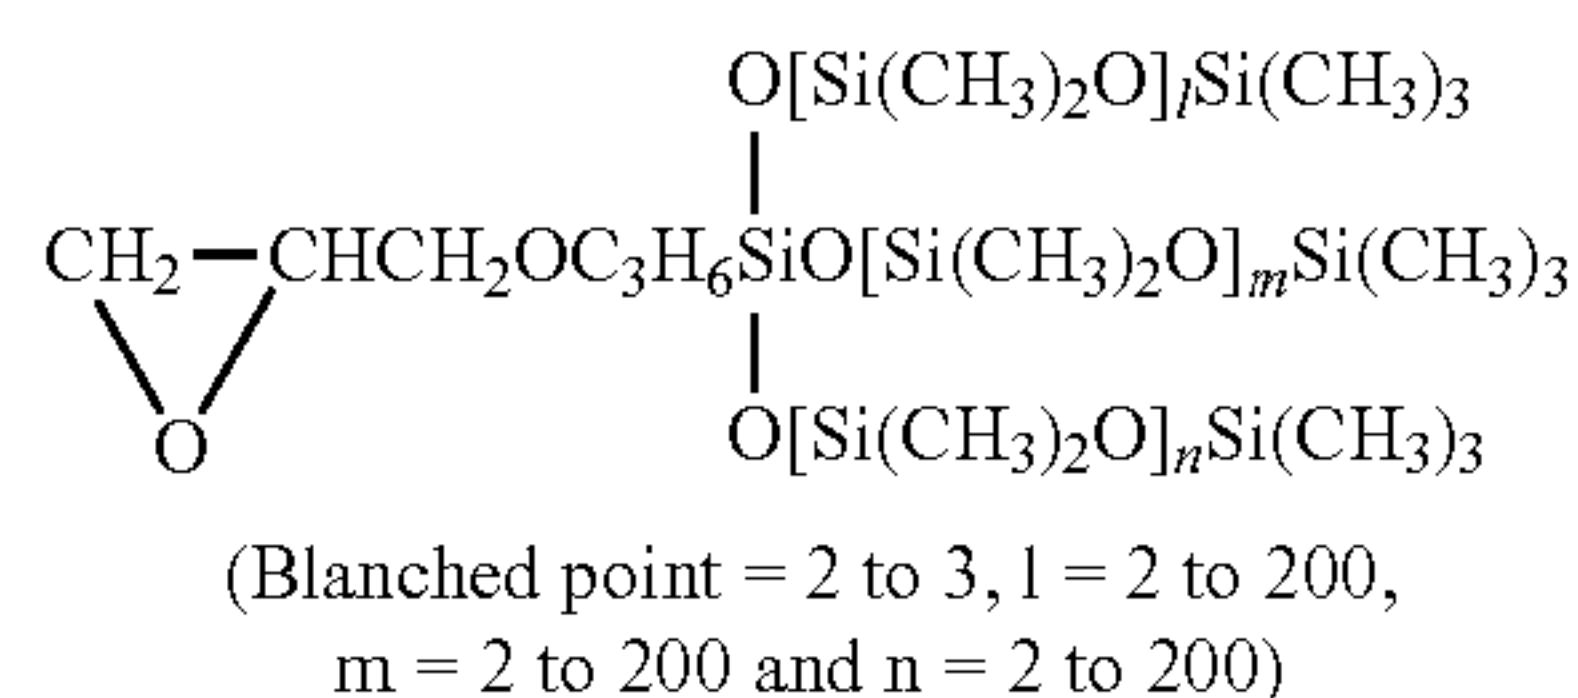 O[Si(CH₃)₂O]ₗSi(CH₃)₃
CH₂—CHCH₂OC₃H₆SiO[Si(CH₃)₂O]ₘSi(CH₃)₃
O
O[Si(CH₃)₂O]ₙSi(CH₃)₃
(Blanched point = 2 to 3, l = 2 to 200,
m = 2 to 200 and n = 2 to 200)